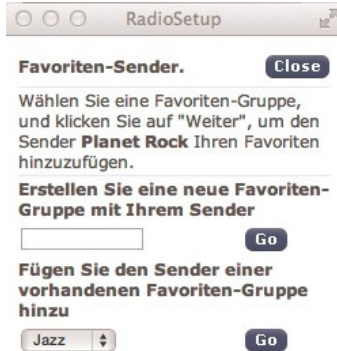 RadioSetup
Favoriten-Sender. Close
Wählen Sie eine Favoriten-Gruppe,
und klicken Sie auf "Weiter", um den
Sender Planet Rock Ihren Favoriten
hinzuzufügen.
Erstellen Sie eine neue Favoriten-
Gruppe mit Ihrem Sender
Go
Fügen Sie den Sender einer
vorhandenen Favoriten-Gruppe
hinzu
Jazz Go